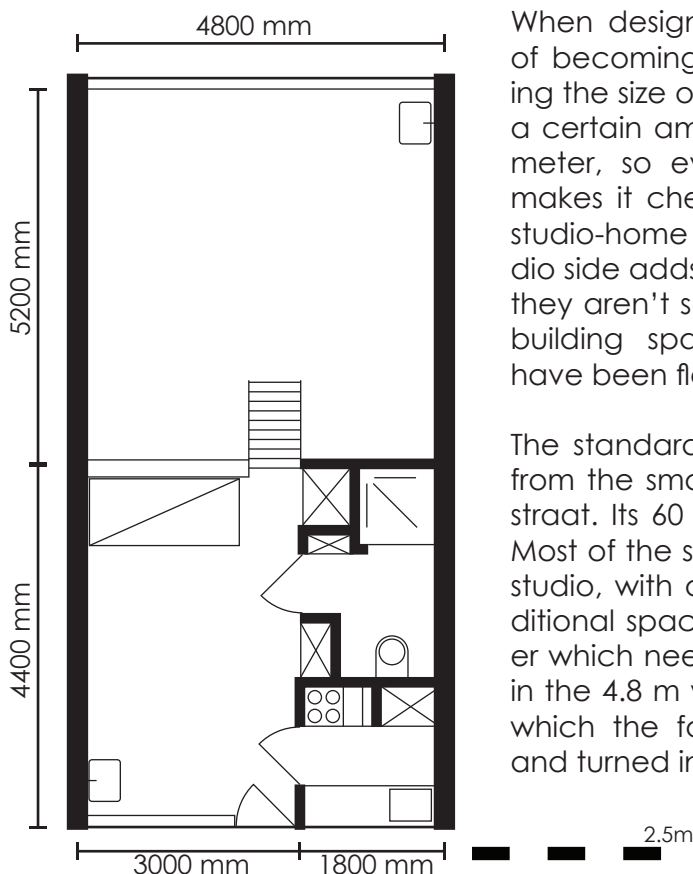 4800 mm
5200 mm
4400 mm
3000 mm
1800 mm
When design
of becoming
ing the size o
a certain am
meter, so ev
makes it che
studio-home
dio side adds
they aren't s
building spa
have been fl
The standard
from the sma
straat. Its 60
Most of the s
studio, with
ditional spac
er which nee
in the 4.8 m
which the fa
and turned in
2.5m